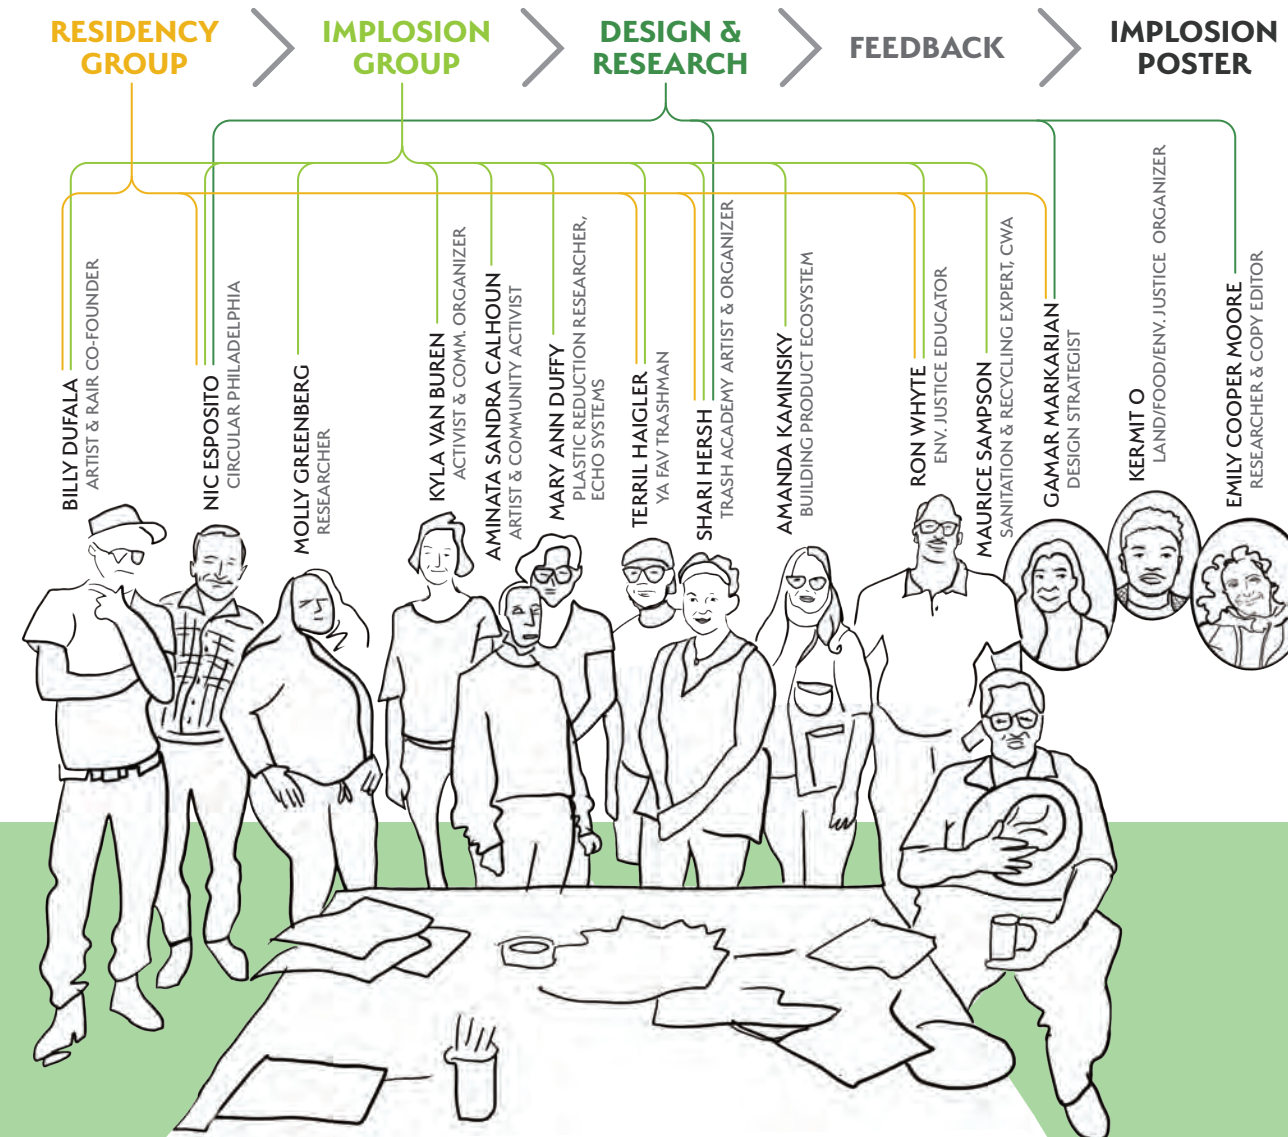 RESIDENCY
GROUP
IMPLOSION
GROUP
DESIGN &
RESEARCH
FEEDBACK
IMPLOSION
POSTER
BILLY DUFALA
ARTIST & RAIR CO-FOUNDER
NIC ESPOSITO
CIRCULAR PHILADELPHIA
MOLLY GREENBERG
RESEARCHER
KYLA VAN BUREN
ACTIVIST & COMM. ORGANIZER
AMINATA SANDRA CALHOUN
ARTIST & COMMUNITY ACTIVIST
MARY ANN DUFFY
PLASTIC REDUCTION RESEARCHER,
ECHO SYSTEMS
TERRIL HAIGLER
YA FAV TRASHMAN
SHARI HERSH
TRASH ACADEMY ARTIST & ORGANIZER
AMANDA KAMINSKY
BUILDING PRODUCT ECOSYSTEM
RON WHYTE
ENV. JUSTICE EDUCATOR
MAURICE SAMPSON
SANITATION & RECYCLING EXPERT, CWA
GAMAR MARKARIAN
DESIGN STRATEGIST
KERMIT O
LAND/FOOD/ENV. JUSTICE ORGANIZER
EMILY COOPER MOORE
RESEARCHER & COPY EDITOR